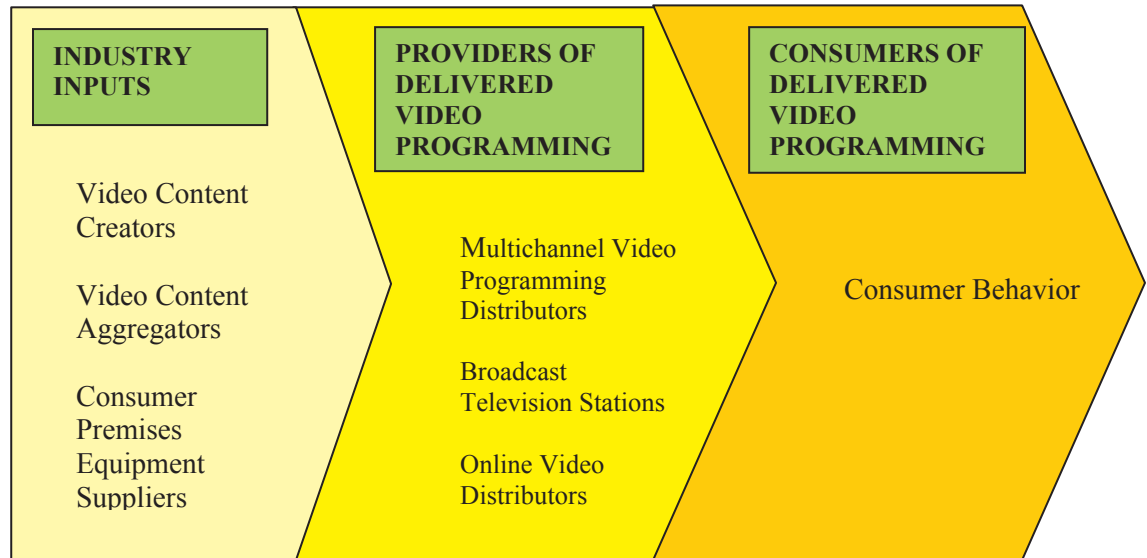 INDUSTRY
INPUTS
Video Content
Creators
Video Content
Aggregators
Consumer
Premises
Equipment
Suppliers
PROVIDERS OF
DELIVERED
VIDEO
PROGRAMMING
Multichannel Video
Programming
Distributors
Broadcast
Television Stations
Online Video
Distributors
CONSUMERS OF
DELIVERED
VIDEO
PROGRAMMING
Consumer Behavior